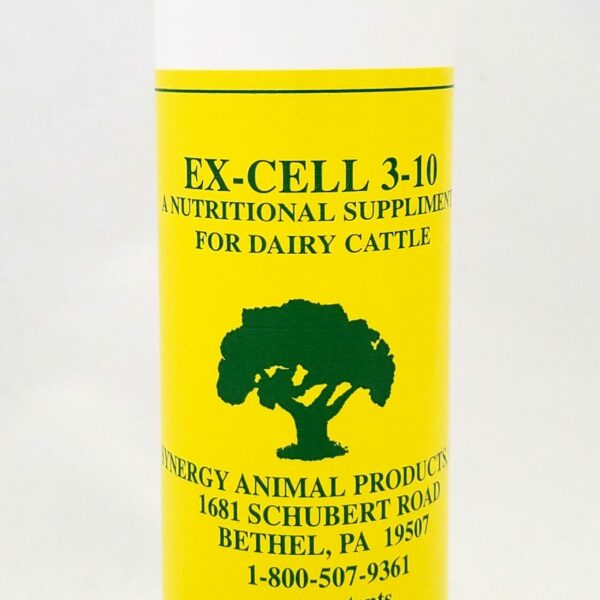 EX-CELL 3-10
A NUTRITIONAL SUPPLIMENT
FOR DAIRY CATTLE
SYNERGY ANIMAL PRODUCTS,
1681 SCHUBERT ROAD
BETHEL, PA 19507
1-800-507-9361